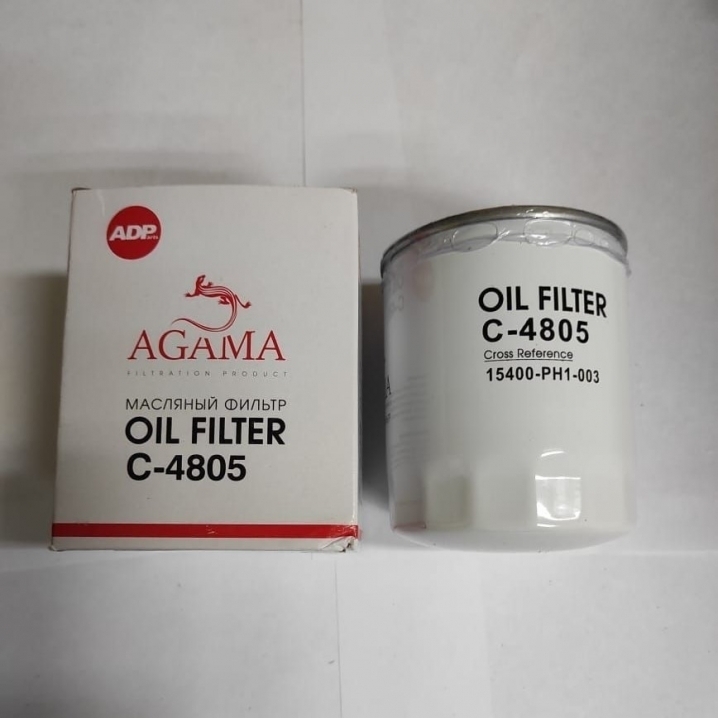 ADP
AGAMA
FILTRATION PRODUCT
МАСЛЯНЫЙ ФИЛЬТР
OIL FILTER
C-4805
OIL FILTER
C-4805
Cross Reference
15400-PH1-003